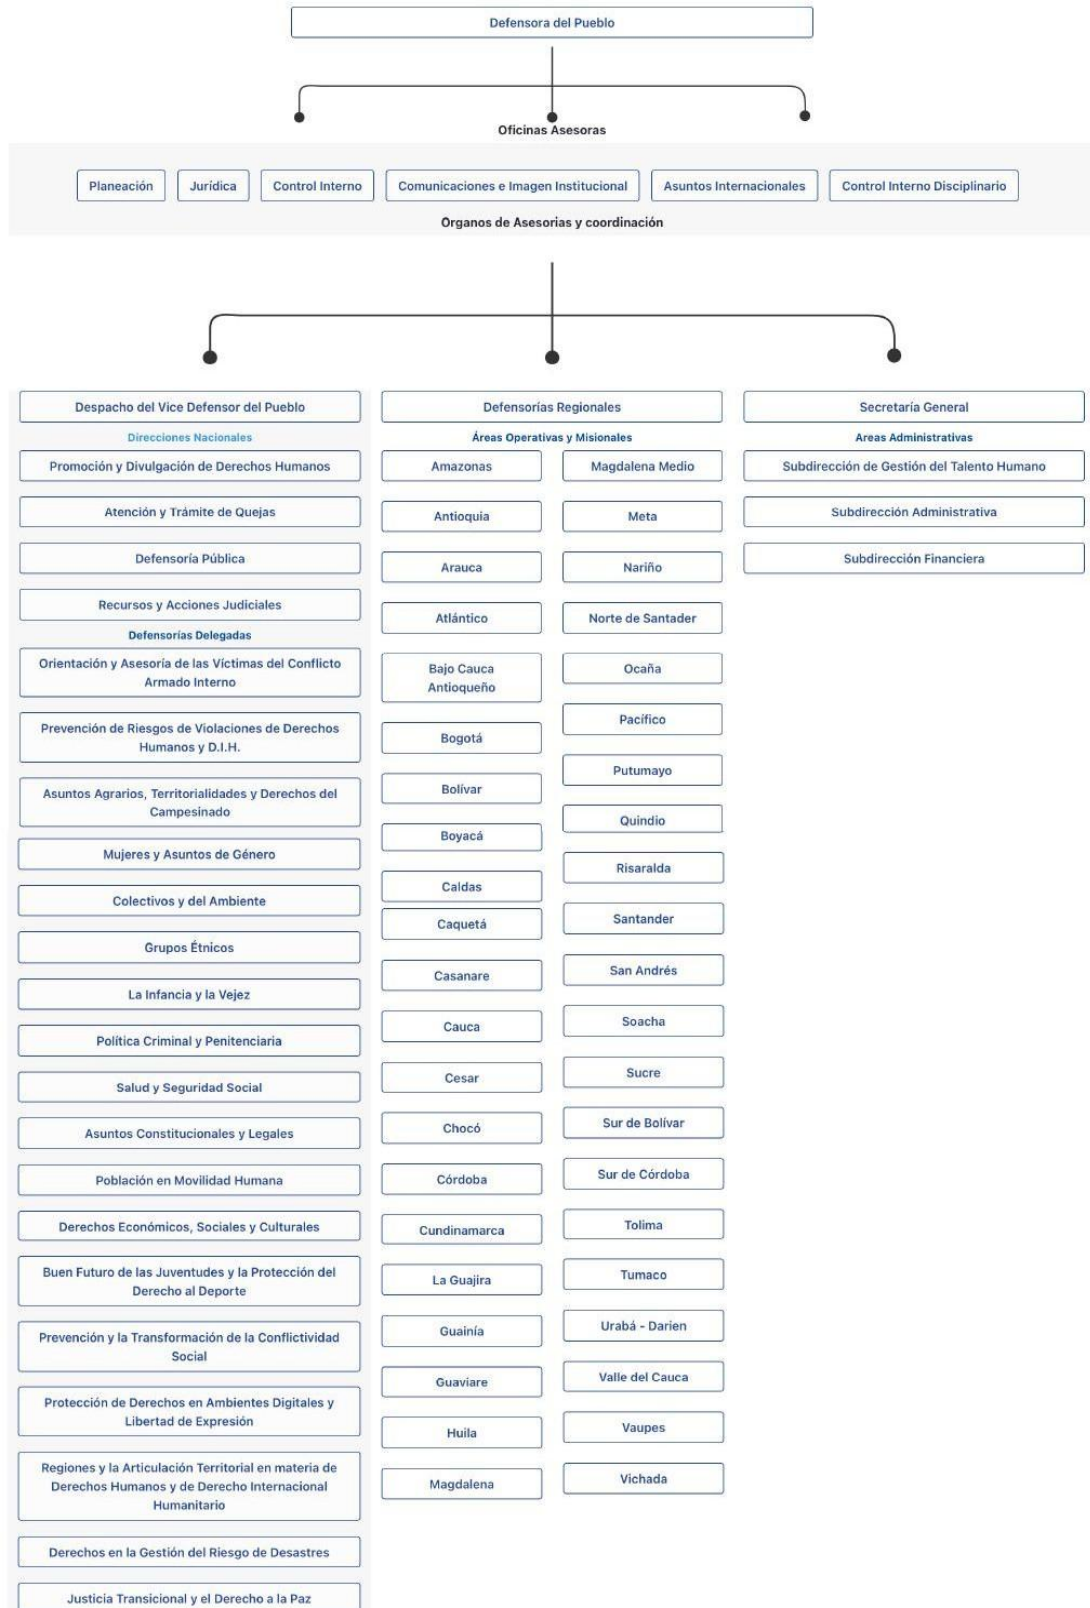 Defensora del Pueblo
Oficinas Asesoras
Planeación
Jurídica
Control Interno
Comunicaciones e Imagen Institucional
Asuntos Internacionales
Control Interno Disciplinario
Organos de Asesorias y coordinación
Despacho del Vice Defensor del Pueblo
Direcciones Nacionales
Promoción y Divulgación de Derechos Humanos
Atención y Trámite de Quejas
Defensoría Pública
Recursos y Acciones Judiciales
Defensorías Delegadas
Orientación y Asesoría de las Víctimas del Conflicto
Armado Interno
Prevención de Riesgos de Violaciones de Derechos
Humanos y D.I.H.
Asuntos Agrarios, Territorialidades y Derechos del
Campesinado
Mujeres y Asuntos de Género
Colectivos y del Ambiente
Grupos Étnicos
La Infancia y la Vejez
Política Criminal y Penitenciaria
Salud y Seguridad Social
Asuntos Constitucionales y Legales
Población en Movilidad Humana
Derechos Económicos, Sociales y Culturales
Buen Futuro de las Juventudes y la Protección del
Derecho al Deporte
Prevención y la Transformación de la Conflictividad
Social
Protección de Derechos en Ambientes Digitales y
Libertad de Expresión
Regiones y la Articulación Territorial en materia de
Derechos Humanos y de Derecho Internacional
Humanitario
Derechos en la Gestión del Riesgo de Desastres
Justicia Transicional y el Derecho a la Paz
Defensorías Regionales
Áreas Operativas y Misionales
Amazonas
Antioquia
Arauca
Atlántico
Bajo Cauca
Antioqueño
Bogotá
Bolívar
Boyacá
Caldas
Caquetá
Casanare
Cauca
Cesar
Chocó
Córdoba
Cundinamarca
La Guajira
Guainía
Guaviare
Huila
Magdalena
Magdalena Medio
Meta
Nariño
Norte de Santader
Ocaña
Pacífico
Putumayo
Quindio
Risaralda
Santander
San Andrés
Soacha
Sucre
Sur de Bolívar
Sur de Córdoba
Tolima
Tumaco
Urabá - Darien
Valle del Cauca
Vaupes
Vichada
Secretaría General
Areas Administrativas
Subdirección de Gestión del Talento Humano
Subdirección Administrativa
Subdirección Financiera